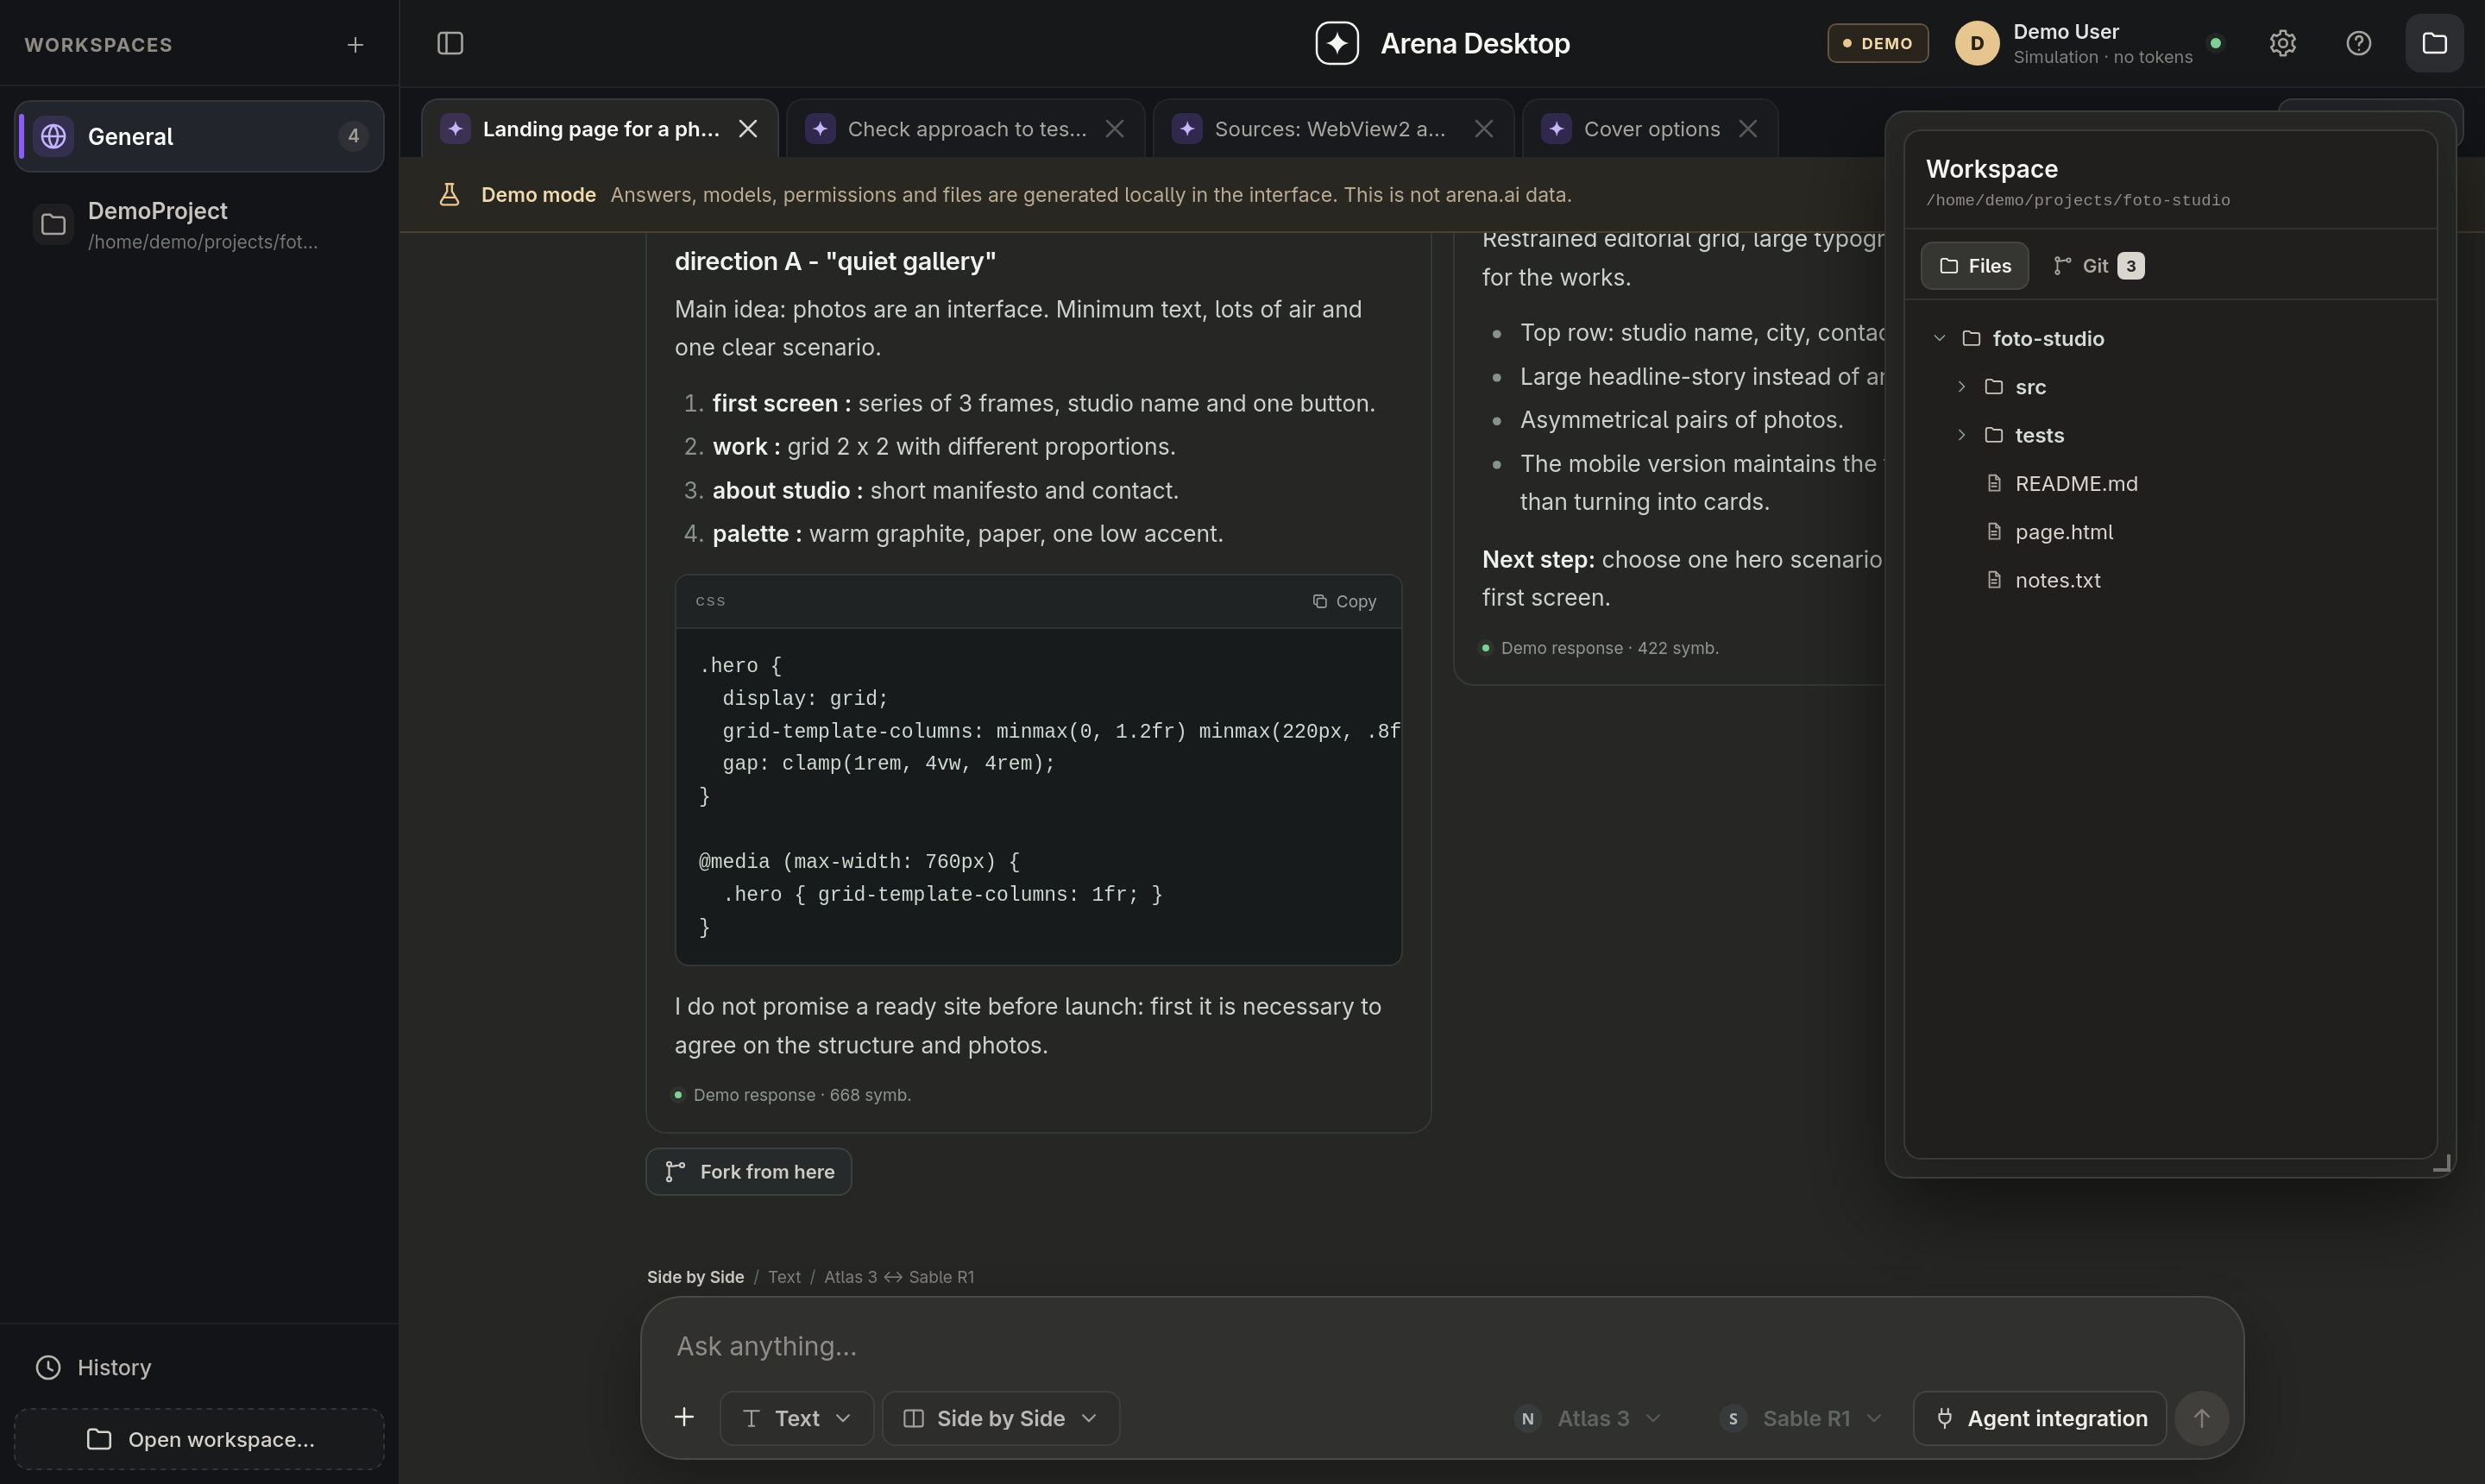 WORKSPACES
General
4
DemoProject
/home/demo/projects/fot...
History
Open workspace...
Arena Desktop
DEMO
D
Demo User
Simulation · no tokens
Landing page for a ph...
Check approach to tes...
Sources: WebView2 a...
Cover options
Demo mode Answers, models, permissions and files are generated locally in the interface. This is not arena.ai data.
direction A - "quiet gallery"
Main idea: photos are an interface. Minimum text, lots of air and
one clear scenario.
1. first screen : series of 3 frames, studio name and one button.
2. work : grid 2 x 2 with different proportions.
3. about studio : short manifesto and contact.
4. palette : warm graphite, paper, one low accent.
css
Copy
.hero {
  display: grid;
  grid-template-columns: minmax(0, 1.2fr) minmax(220px, .8f
  gap: clamp(1rem, 4vw, 4rem);
}
@media (max-width: 760px) {
  .hero { grid-template-columns: 1fr; }
}
I do not promise a ready site before launch: first it is necessary to
agree on the structure and photos.
Demo response · 668 symb.
Fork from here
Restrained editorial grid, large typogr
for the works.
• Top row: studio name, city, contac
• Large headline-story instead of
• Asymmetrical pairs of photos.
• The mobile version maintains the
than turning into cards.
Next step: choose one hero scenario
first screen.
Demo response · 422 symb.
Workspace
/home/demo/projects/foto-studio
Files
Git 3
foto-studio
src
tests
README.md
page.html
notes.txt
Side by Side / Text / Atlas 3 ↔ Sable R1
Ask anything...
Text
Side by Side
N Atlas 3
S Sable R1
Agent integration